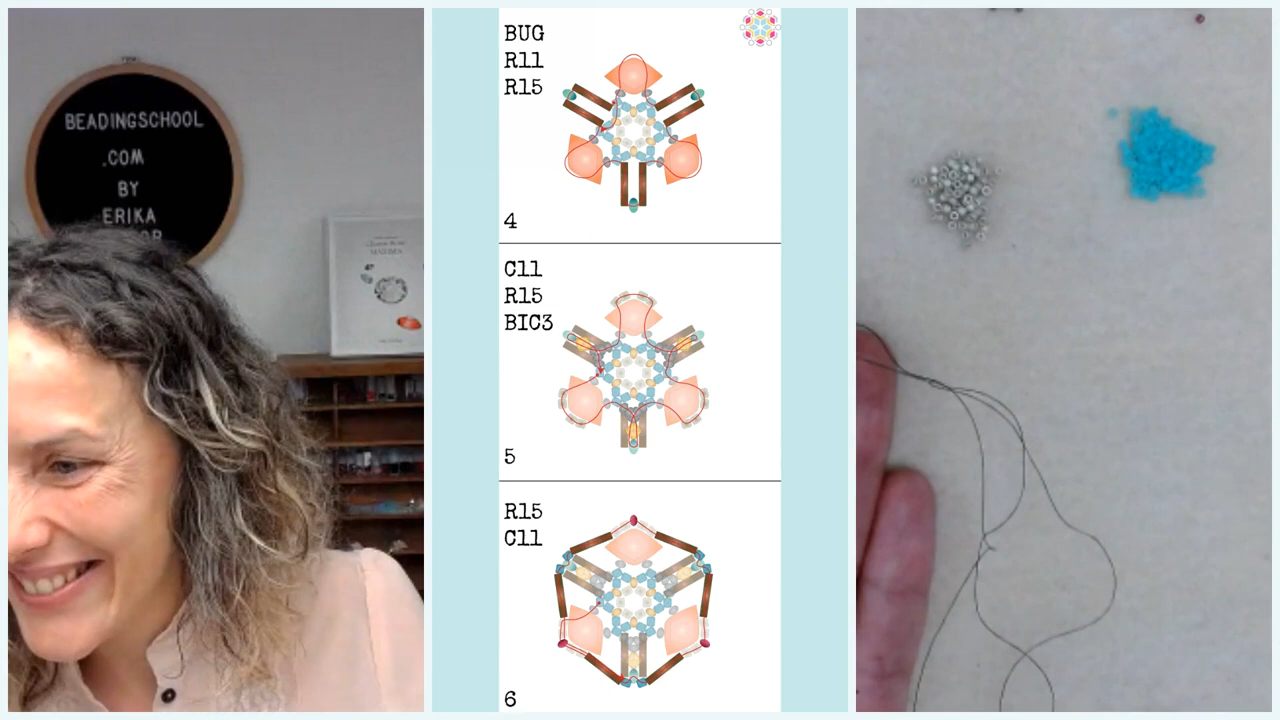 BEADINGSCHOOL
.COM
BY
ERIKA
BUG
R11
R15
4
C11
R15
BIC3
5
R15
C11
6